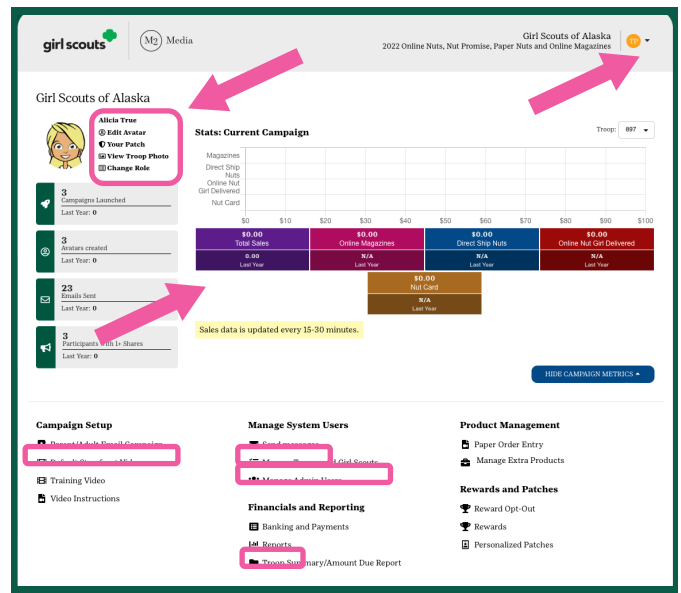 girl scouts
M2 Media
Girl Scouts of Alaska
2022 Online Nuts, Nut Promise, Paper Nuts and Online Magazines
TP
Girl Scouts of Alaska
Alicia True
Edit Avatar
Your Patch
View Troop Photo
Change Role
Stats: Current Campaign
Troop: 897
Magazines
Direct Ship
Nuts
Online Nut
Girl Delivered
Nut Card
$0 $10 $20 $30 $40 $50 $60 $70 $80 $90 $100
3
Campaigns Launched
Last Year: 0
3
Avatars created
Last Year: 0
23
Emails Sent
Last Year: 0
3
Participants with 1+ Shares
Last Year: 0
$0.00
Total Sales
0.00
Last Year
$0.00
Online Magazines
N/A
Last Year
$0.00
Direct Ship Nuts
N/A
Last Year
$0.00
Online Nut Girl Delivered
N/A
Last Year
$0.00
Nut Card
N/A
Last Year
Sales data is updated every 15-30 minutes.
HIDE CAMPAIGN METRICS
Campaign Setup
Parent/Adult Email Campaign
Training Video
Video Instructions
Manage System Users
Send messages
Girl Scouts
Manage Admin Users
Financials and Reporting
Banking and Payments
Reports
Troop Summary/Amount Due Report
Product Management
Paper Order Entry
Manage Extra Products
Rewards and Patches
Reward Opt-Out
Rewards
Personalized Patches